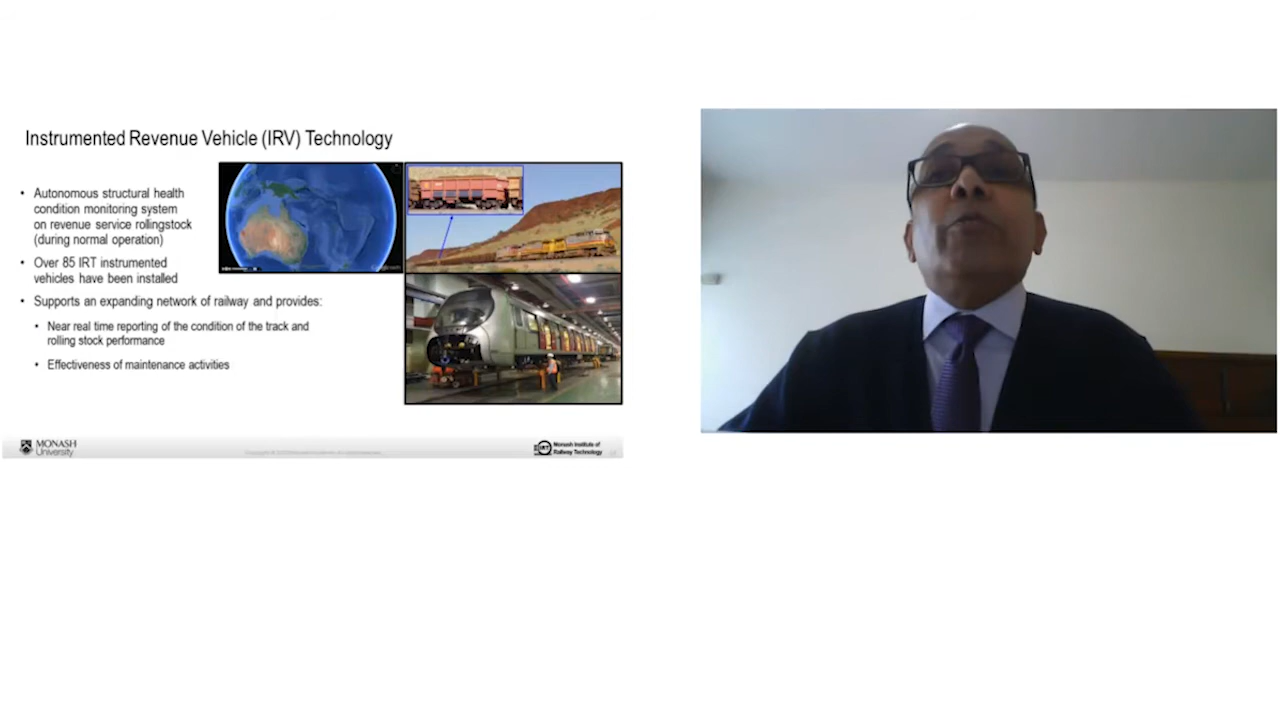 Instrumented Revenue Vehicle (IRV) Technology
• Autonomous structural health
condition monitoring system
on revenue service rollingstock
(during normal operation)
• Over 85 IRT instrumented
vehicles have been installed
• Supports an expanding network of railway and provides:
• Near real time reporting of the condition of the track and
rolling stock performance
• Effectiveness of maintenance activities
MONASH
University
IRT
Monash Institute of
Railway Technology